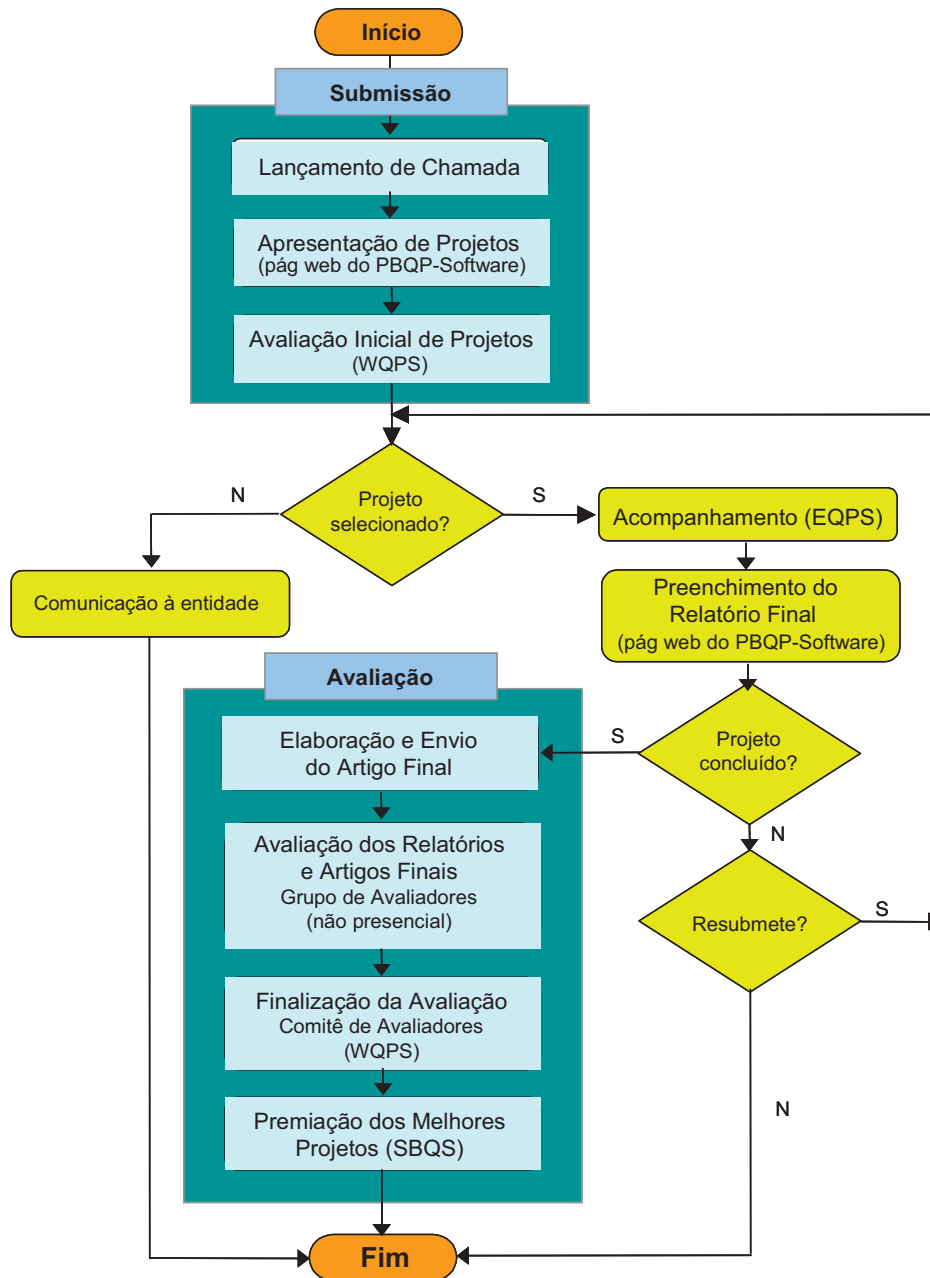 Início
Submissão
Lançamento de Chamada
Apresentação de Projetos
(pág web do PBQP-Software)
Avaliação Inicial de Projetos
(WQPS)
N
Projeto
selecionado?
S
Acompanhamento (EQPS)
Comunicação à entidade
Preenchimento do
Relatório Final
(pág web do PBQP-Software)
Avaliação
Elaboração e Envio
do Artigo Final
S
Projeto
concluído?
N
Avaliação dos Relatórios
e Artigos Finais
Grupo de Avaliadores
(não presencial)
Resubmete?
S
Finalização da Avaliação
Comitê de Avaliadores
(WQPS)
N
Premiação dos Melhores
Projetos (SBQS)
Fim